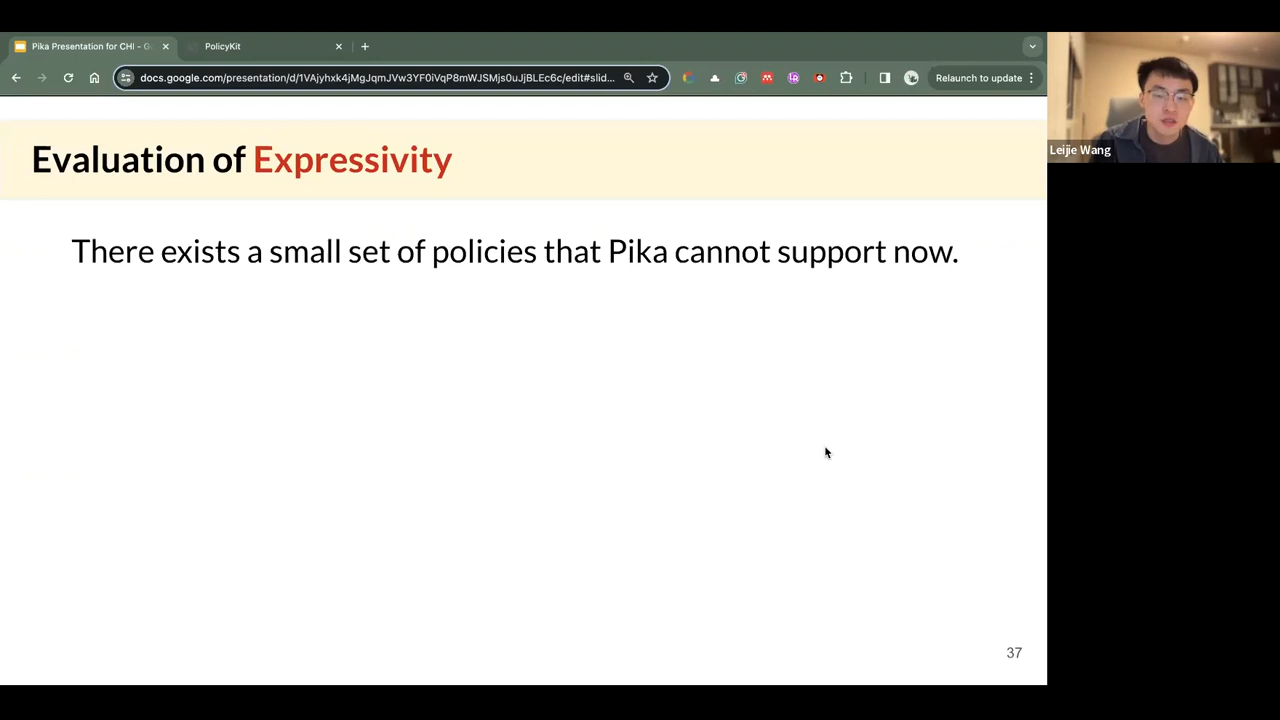 Pika Presentation for CHI - G
PolicyKit
docs.google.com/presentation/d/1VAjyhxk4jMgJqmJVw3YF0iVqP8mWJSMjs0uJjBLEc6c/edit#slid...
Relaunch to update
Leijie Wang
Evaluation of Expressivity
There exists a small set of policies that Pika cannot support now.
37